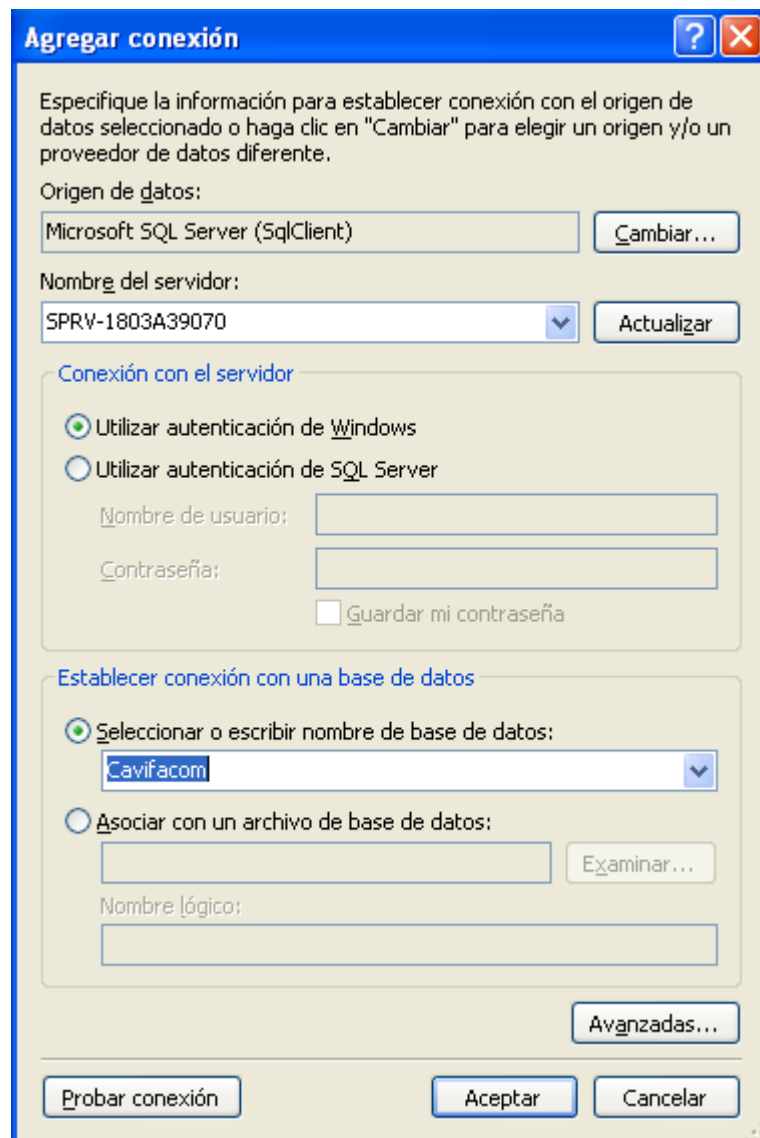 Agregar conexión
Especifique la información para establecer conexión con el origen de
datos seleccionado o haga clic en "Cambiar" para elegir un origen y/o un
proveedor de datos diferente.
Origen de datos:
Microsoft SQL Server (SqlClient)
Cambiar...
Nombre del servidor:
SPRV-1803A39070
Actualizar
Conexión con el servidor
Utilizar autenticación de Windows
Utilizar autenticación de SQL Server
Nombre de usuario:
Contraseña:
Guardar mi contraseña
Establecer conexión con una base de datos
Seleccionar o escribir nombre de base de datos:
Cavifacom
Asociar con un archivo de base de datos:
Examinar...
Nombre lógico:
Avanzadas...
Probar conexión
Aceptar
Cancelar